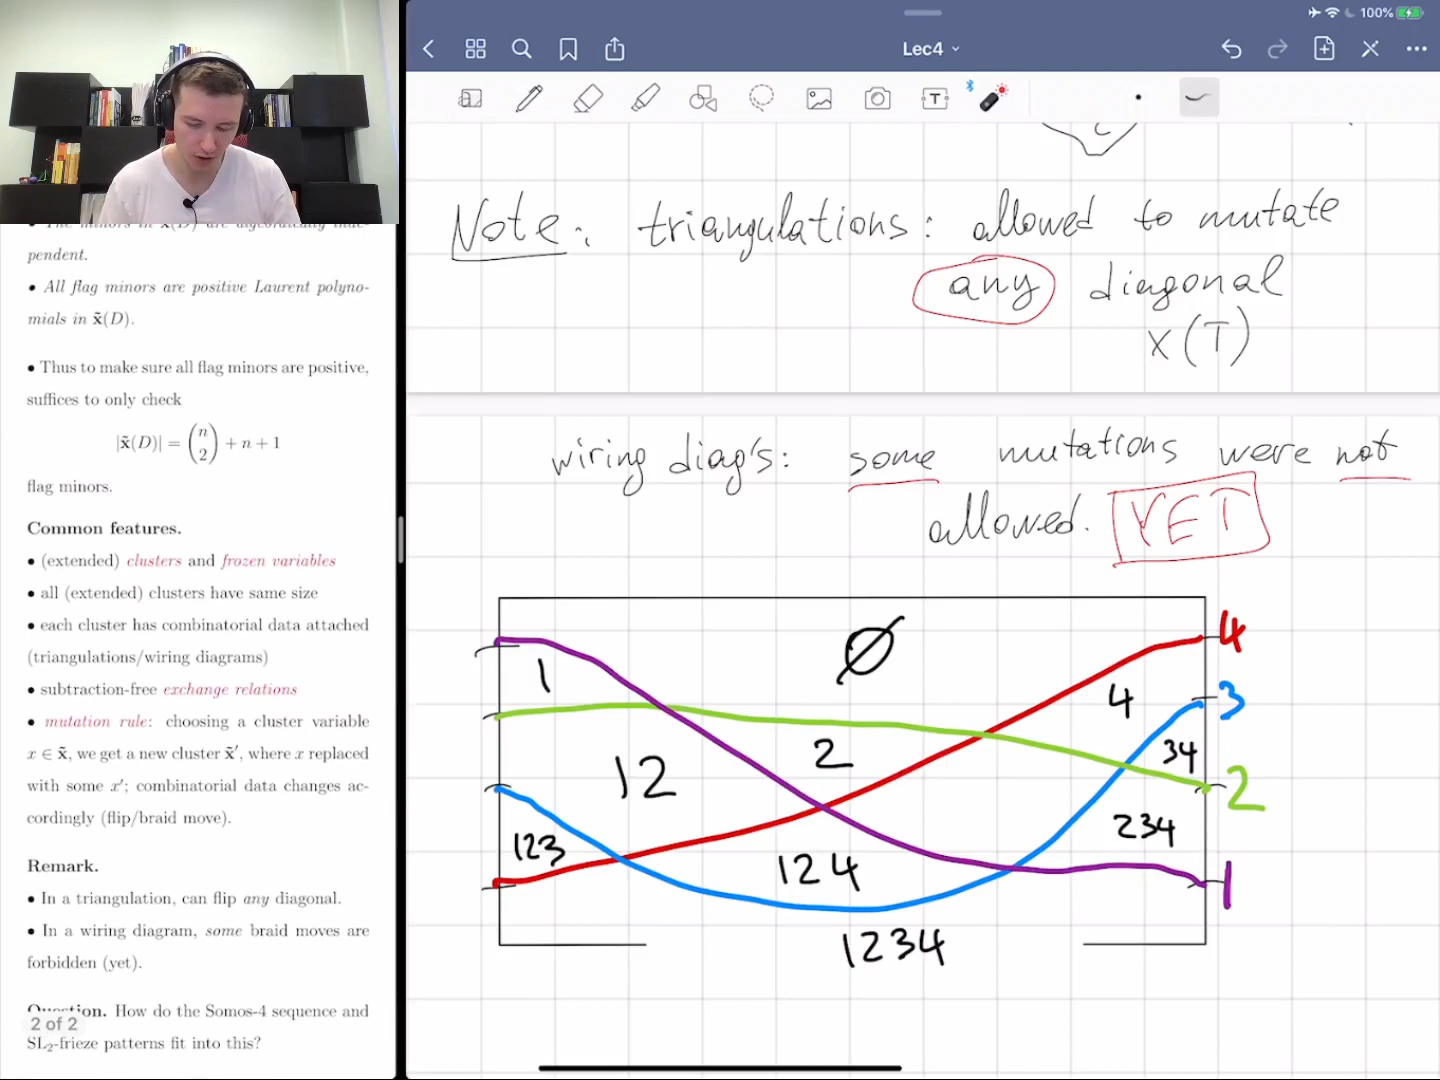 100%
Lec4
pendent.
• All flag minors are positive Laurent polyno-
mials in x̃(D).
• Thus to make sure all flag minors are positive,
suffices to only check
|x̃(D)| = (n 2) + n + 1
flag minors.
Common features.
• (extended) clusters and frozen variables
• all (extended) clusters have same size
• each cluster has combinatorial data attached
(triangulations/wiring diagrams)
• subtraction-free exchange relations
• mutation rule: choosing a cluster variable
x ∈ x̃, we get a new cluster x̃′, where x replaced
with some x′; combinatorial data changes ac-
cordingly (flip/braid move).
Remark.
• In a triangulation, can flip any diagonal.
• In a wiring diagram, some braid moves are
forbidden (yet).
Question. How do the Somos-4 sequence and
2 of 2
SL₂-frieze patterns fit into this?
Note: triangulations: allowed to mutate
any diagonal
x(T)
wiring diag's: some mutations were not
allowed. YET
∅ 4
1
4 3
2 34
12 2
234
123 124 1
1234